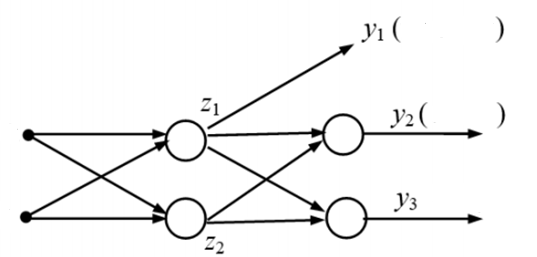 y₁ ( )
z₁
y₂ ( )
y₃
z₂